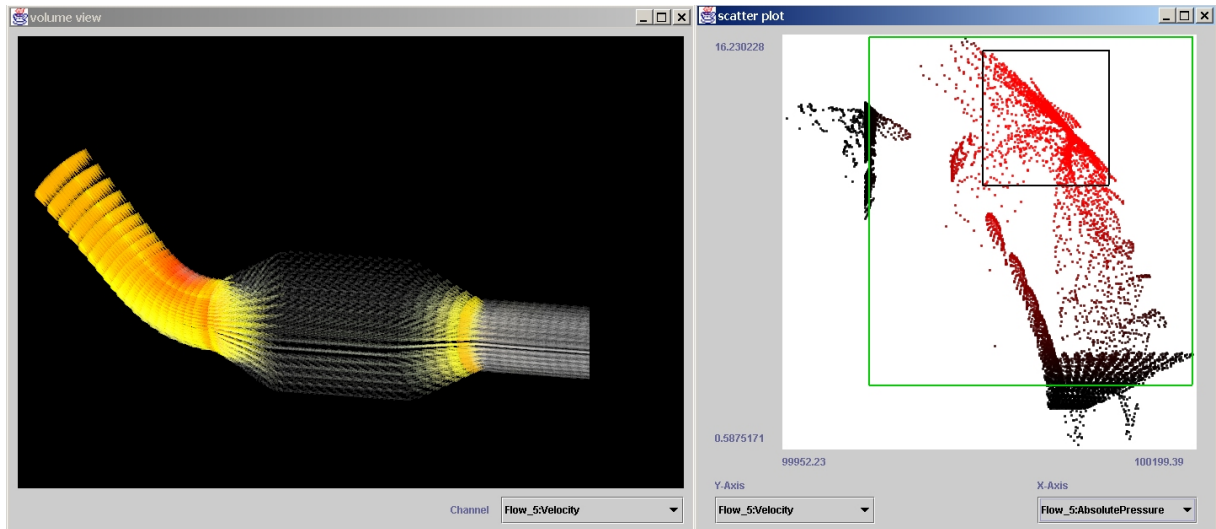 volume view
Channel
Flow_5:Velocity
scatter plot
16.230228
0.5875171
99952.23
100199.39
Y-Axis
X-Axis
Flow_5:Velocity
Flow_5:AbsolutePressure